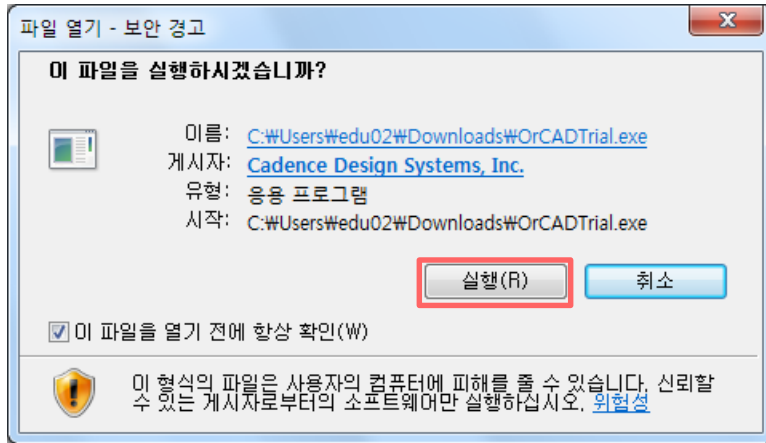 파일 열기 - 보안 경고
이 파일을 실행하시겠습니까?
이름: C:₩Users₩edu02₩Downloads₩OrCADTrial.exe
게시자: Cadence Design Systems, Inc.
유형: 응용 프로그램
시작: C:₩Users₩edu02₩Downloads₩OrCADTrial.exe
실행(R) 취소
이 파일을 열기 전에 항상 확인(W)
이 형식의 파일은 사용자의 컴퓨터에 피해를 줄 수 있습니다. 신뢰할
수 있는 게시자로부터의 소프트웨어만 실행하십시오. 위험성